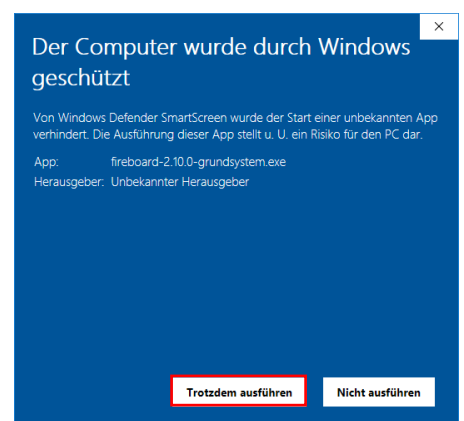 Der Computer wurde durch Windows
geschützt
Von Windows Defender SmartScreen wurde der Start einer unbekannten App
verhindert. Die Ausführung dieser App stellt u. U. ein Risiko für den PC dar.
App: fireboard-2.10.0-grundsystem.exe
Herausgeber: Unbekannter Herausgeber
Trotzdem ausführen Nicht ausführen